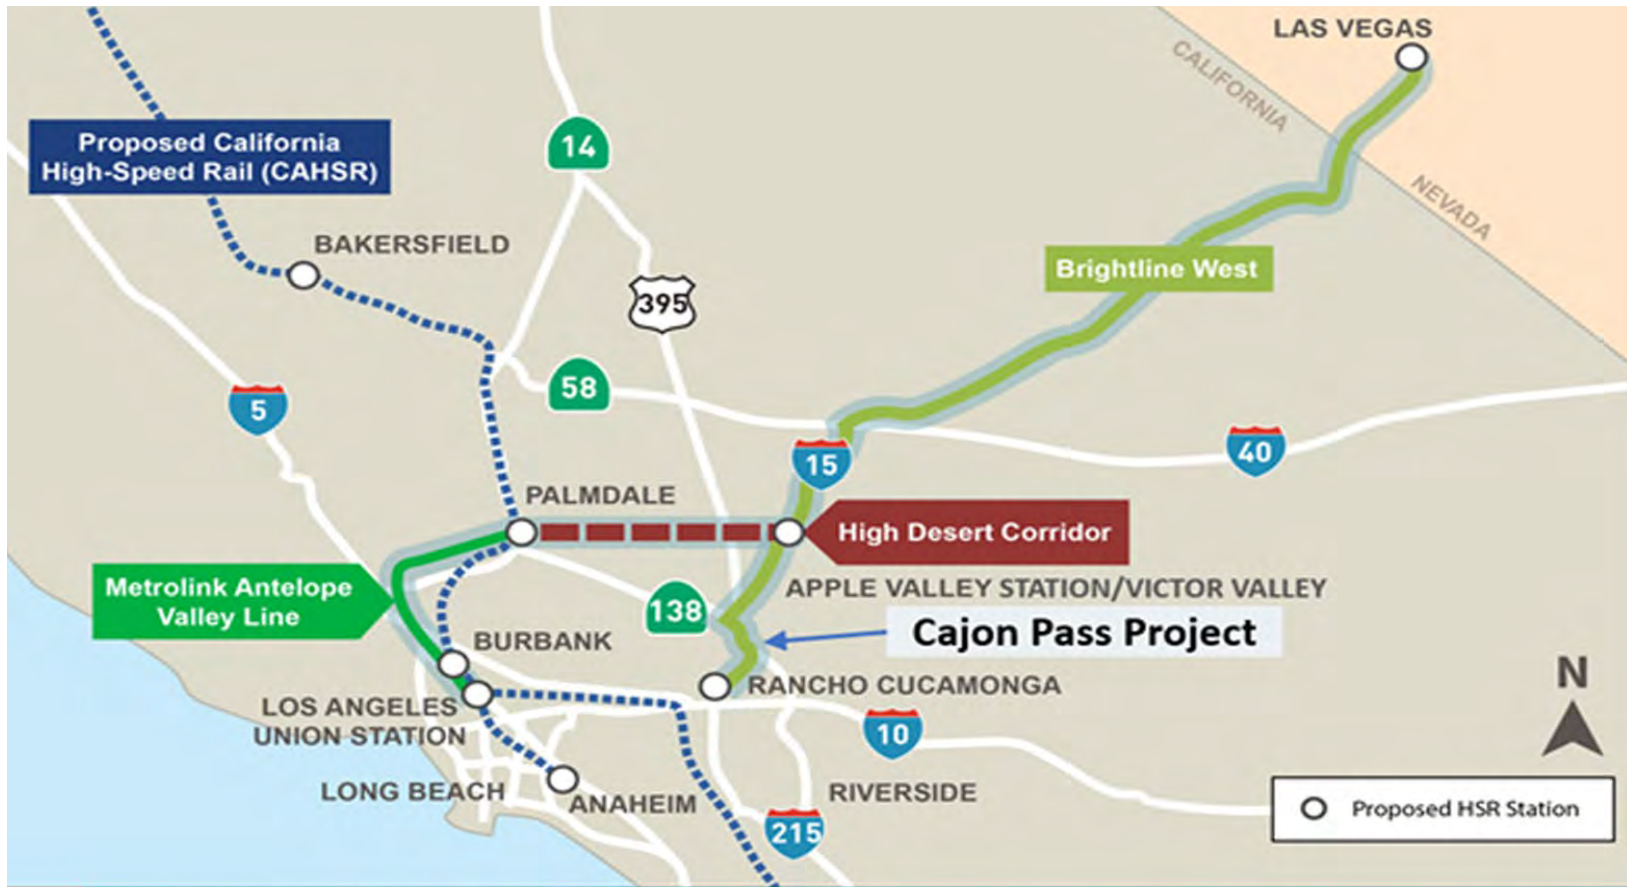 LAS VEGAS
CALIFORNIA
NEVADA
Proposed California
High-Speed Rail (CAHSR)
14
BAKERSFIELD
395
Brightline West
58
5
15
40
PALMDALE
High Desert Corridor
Metrolink Antelope
Valley Line
138
APPLE VALLEY STATION/VICTOR VALLEY
Cajon Pass Project
BURBANK
RANCHO CUCAMONGA
LOS ANGELES
UNION STATION
10
N
LONG BEACH
ANAHEIM
RIVERSIDE
215
Proposed HSR Station